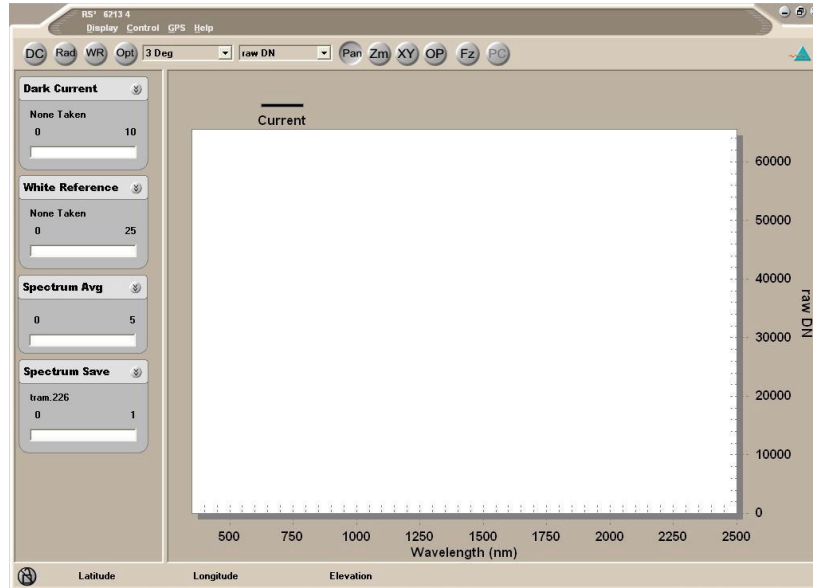 RS³ 6213 4
Display Control GPS Help
DC Rad WR Opt 3 Deg raw DN Pan Zm XY OP Fz PC
Dark Current
None Taken
0 10
White Reference
None Taken
0 25
Spectrum Avg
0 5
Spectrum Save
tram.226
0 1
Current
60000
50000
40000
30000
20000
10000
0
raw DN
500 750 1000 1250 1500 1750 2000 2250 2500
Wavelength (nm)
Latitude Longitude Elevation